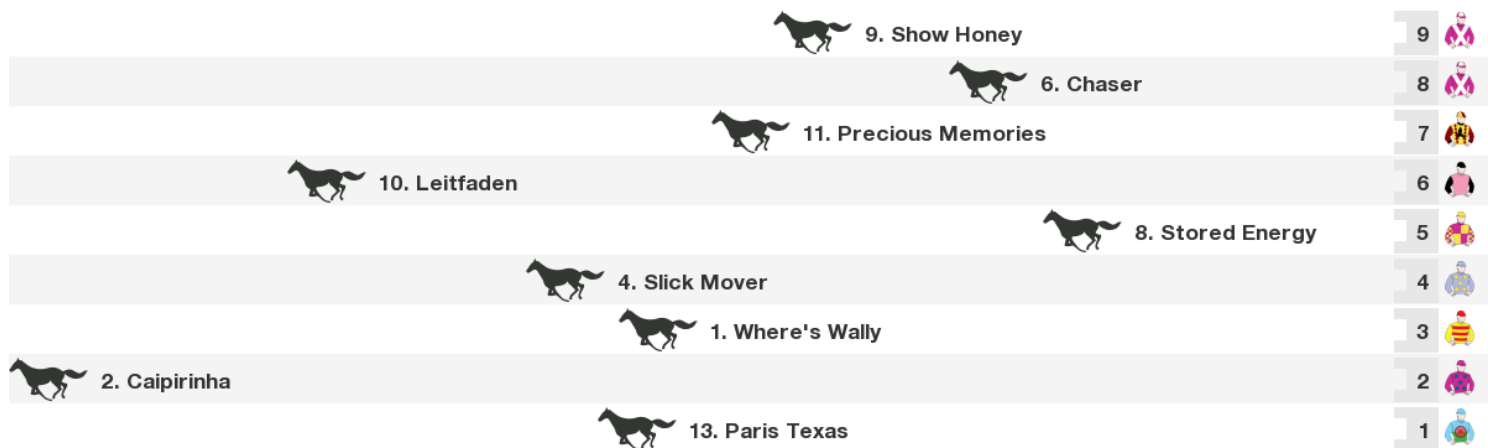 9. Show Honey 9
6. Chaser 8
11. Precious Memories 7
10. Leitfaden 6
8. Stored Energy 5
4. Slick Mover 4
1. Where's Wally 3
2. Caipirinha 2
13. Paris Texas 1